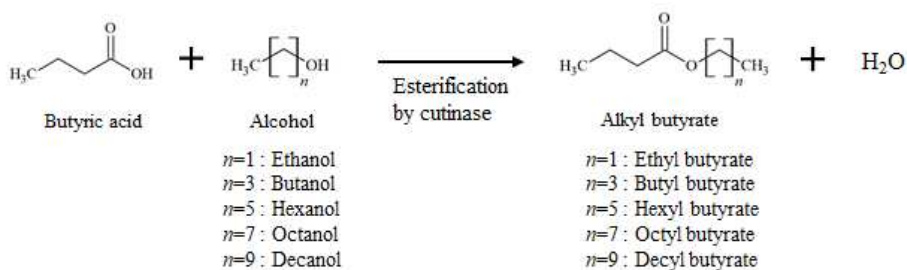 O
H₃C
OH
+
H₃C
n
OH
Esterification
by cutinase
O
H₃C
O
n
CH₃
+
H₂O
Butyric acid
Alcohol
Alkyl butyrate
n=1 : Ethanol
n=3 : Butanol
n=5 : Hexanol
n=7 : Octanol
n=9 : Decanol
n=1 : Ethyl butyrate
n=3 : Butyl butyrate
n=5 : Hexyl butyrate
n=7 : Octyl butyrate
n=9 : Decyl butyrate